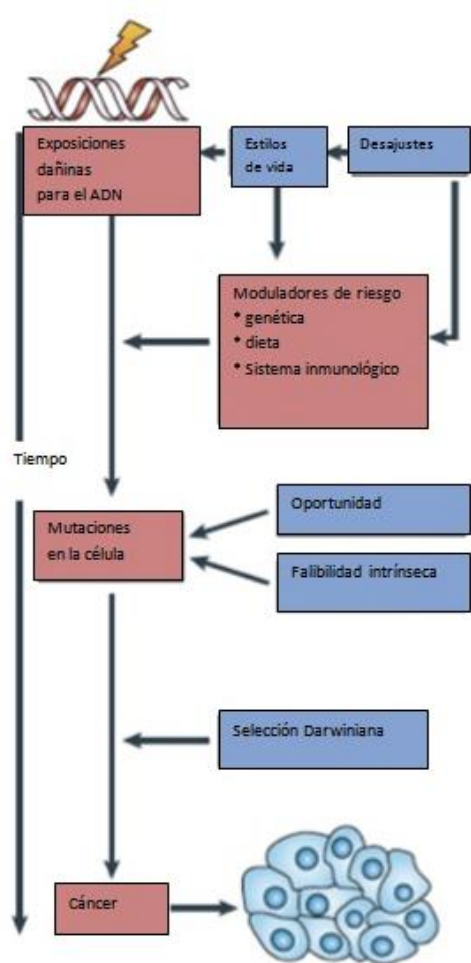 Exposiciones
dañinas
para el ADN
Estilos
de vida
Desajustes
Moduladores de riesgo
* genética
* dieta
* Sistema inmunológico
Tiempo
Mutaciones
en la célula
Oportunidad
Falibilidad intrínseca
Selección Darwiniana
Cáncer